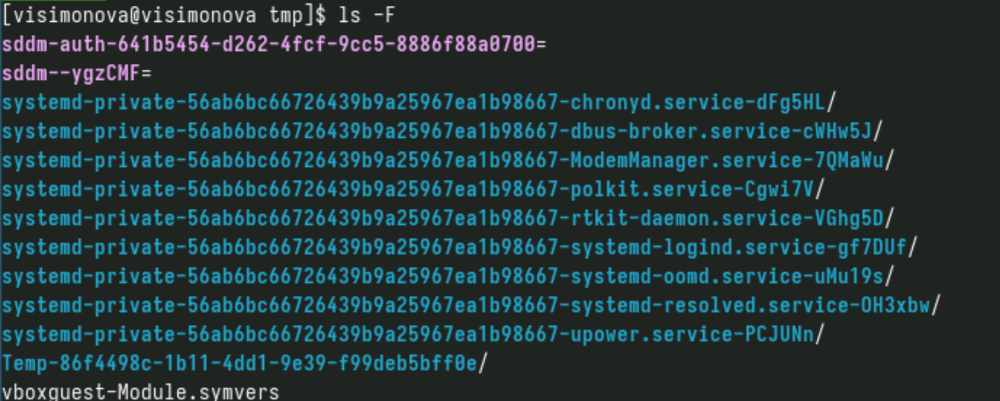 [visimonova@visimonova tmp]$ ls -F
sddm-auth-641b5454-d262-4fcf-9cc5-8886f88a0700=
sddm--ygzCMF=
systemd-private-56ab6bc66726439b9a25967ea1b98667-chronyd.service-dFg5HL/
systemd-private-56ab6bc66726439b9a25967ea1b98667-dbus-broker.service-cWHw5J/
systemd-private-56ab6bc66726439b9a25967ea1b98667-ModemManager.service-7QMaWu/
systemd-private-56ab6bc66726439b9a25967ea1b98667-polkit.service-Cgwi7V/
systemd-private-56ab6bc66726439b9a25967ea1b98667-rtkit-daemon.service-VGhg5D/
systemd-private-56ab6bc66726439b9a25967ea1b98667-systemd-logind.service-gf7DUf/
systemd-private-56ab6bc66726439b9a25967ea1b98667-systemd-oomd.service-uMu19s/
systemd-private-56ab6bc66726439b9a25967ea1b98667-systemd-resolved.service-OH3xbw/
systemd-private-56ab6bc66726439b9a25967ea1b98667-upower.service-PCJUNn/
Temp-86f4498c-1b11-4dd1-9e39-f99deb5bff0e/
vboxguest-Module.symvers